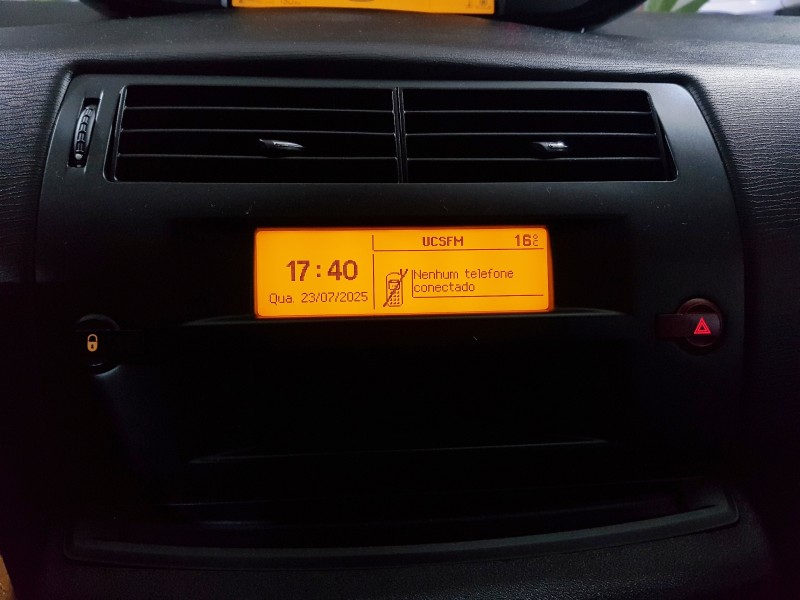 UCSFM 16°C
17:40
Nenhum telefone
conectado
Qua. 23/07/2025